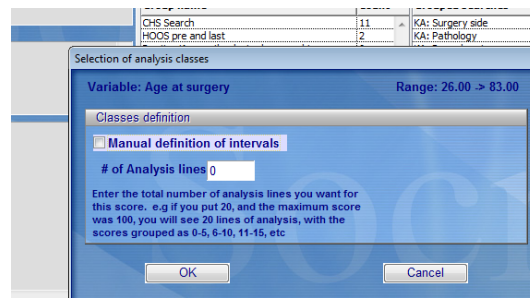 CHS Search 11 KA: Surgery side
HOOS pre and last 2 KA: Pathology
Selection of analysis classes
Variable: Age at surgery Range: 26.00 -> 83.00
Classes definition
Manual definition of intervals
# of Analysis lines 0
Enter the total number of analysis lines you want for
this score. e.g if you put 20, and the maximum score
was 100, you will see 20 lines of analysis, with the
scores grouped as 0-5, 6-10, 11-15, etc
OK Cancel